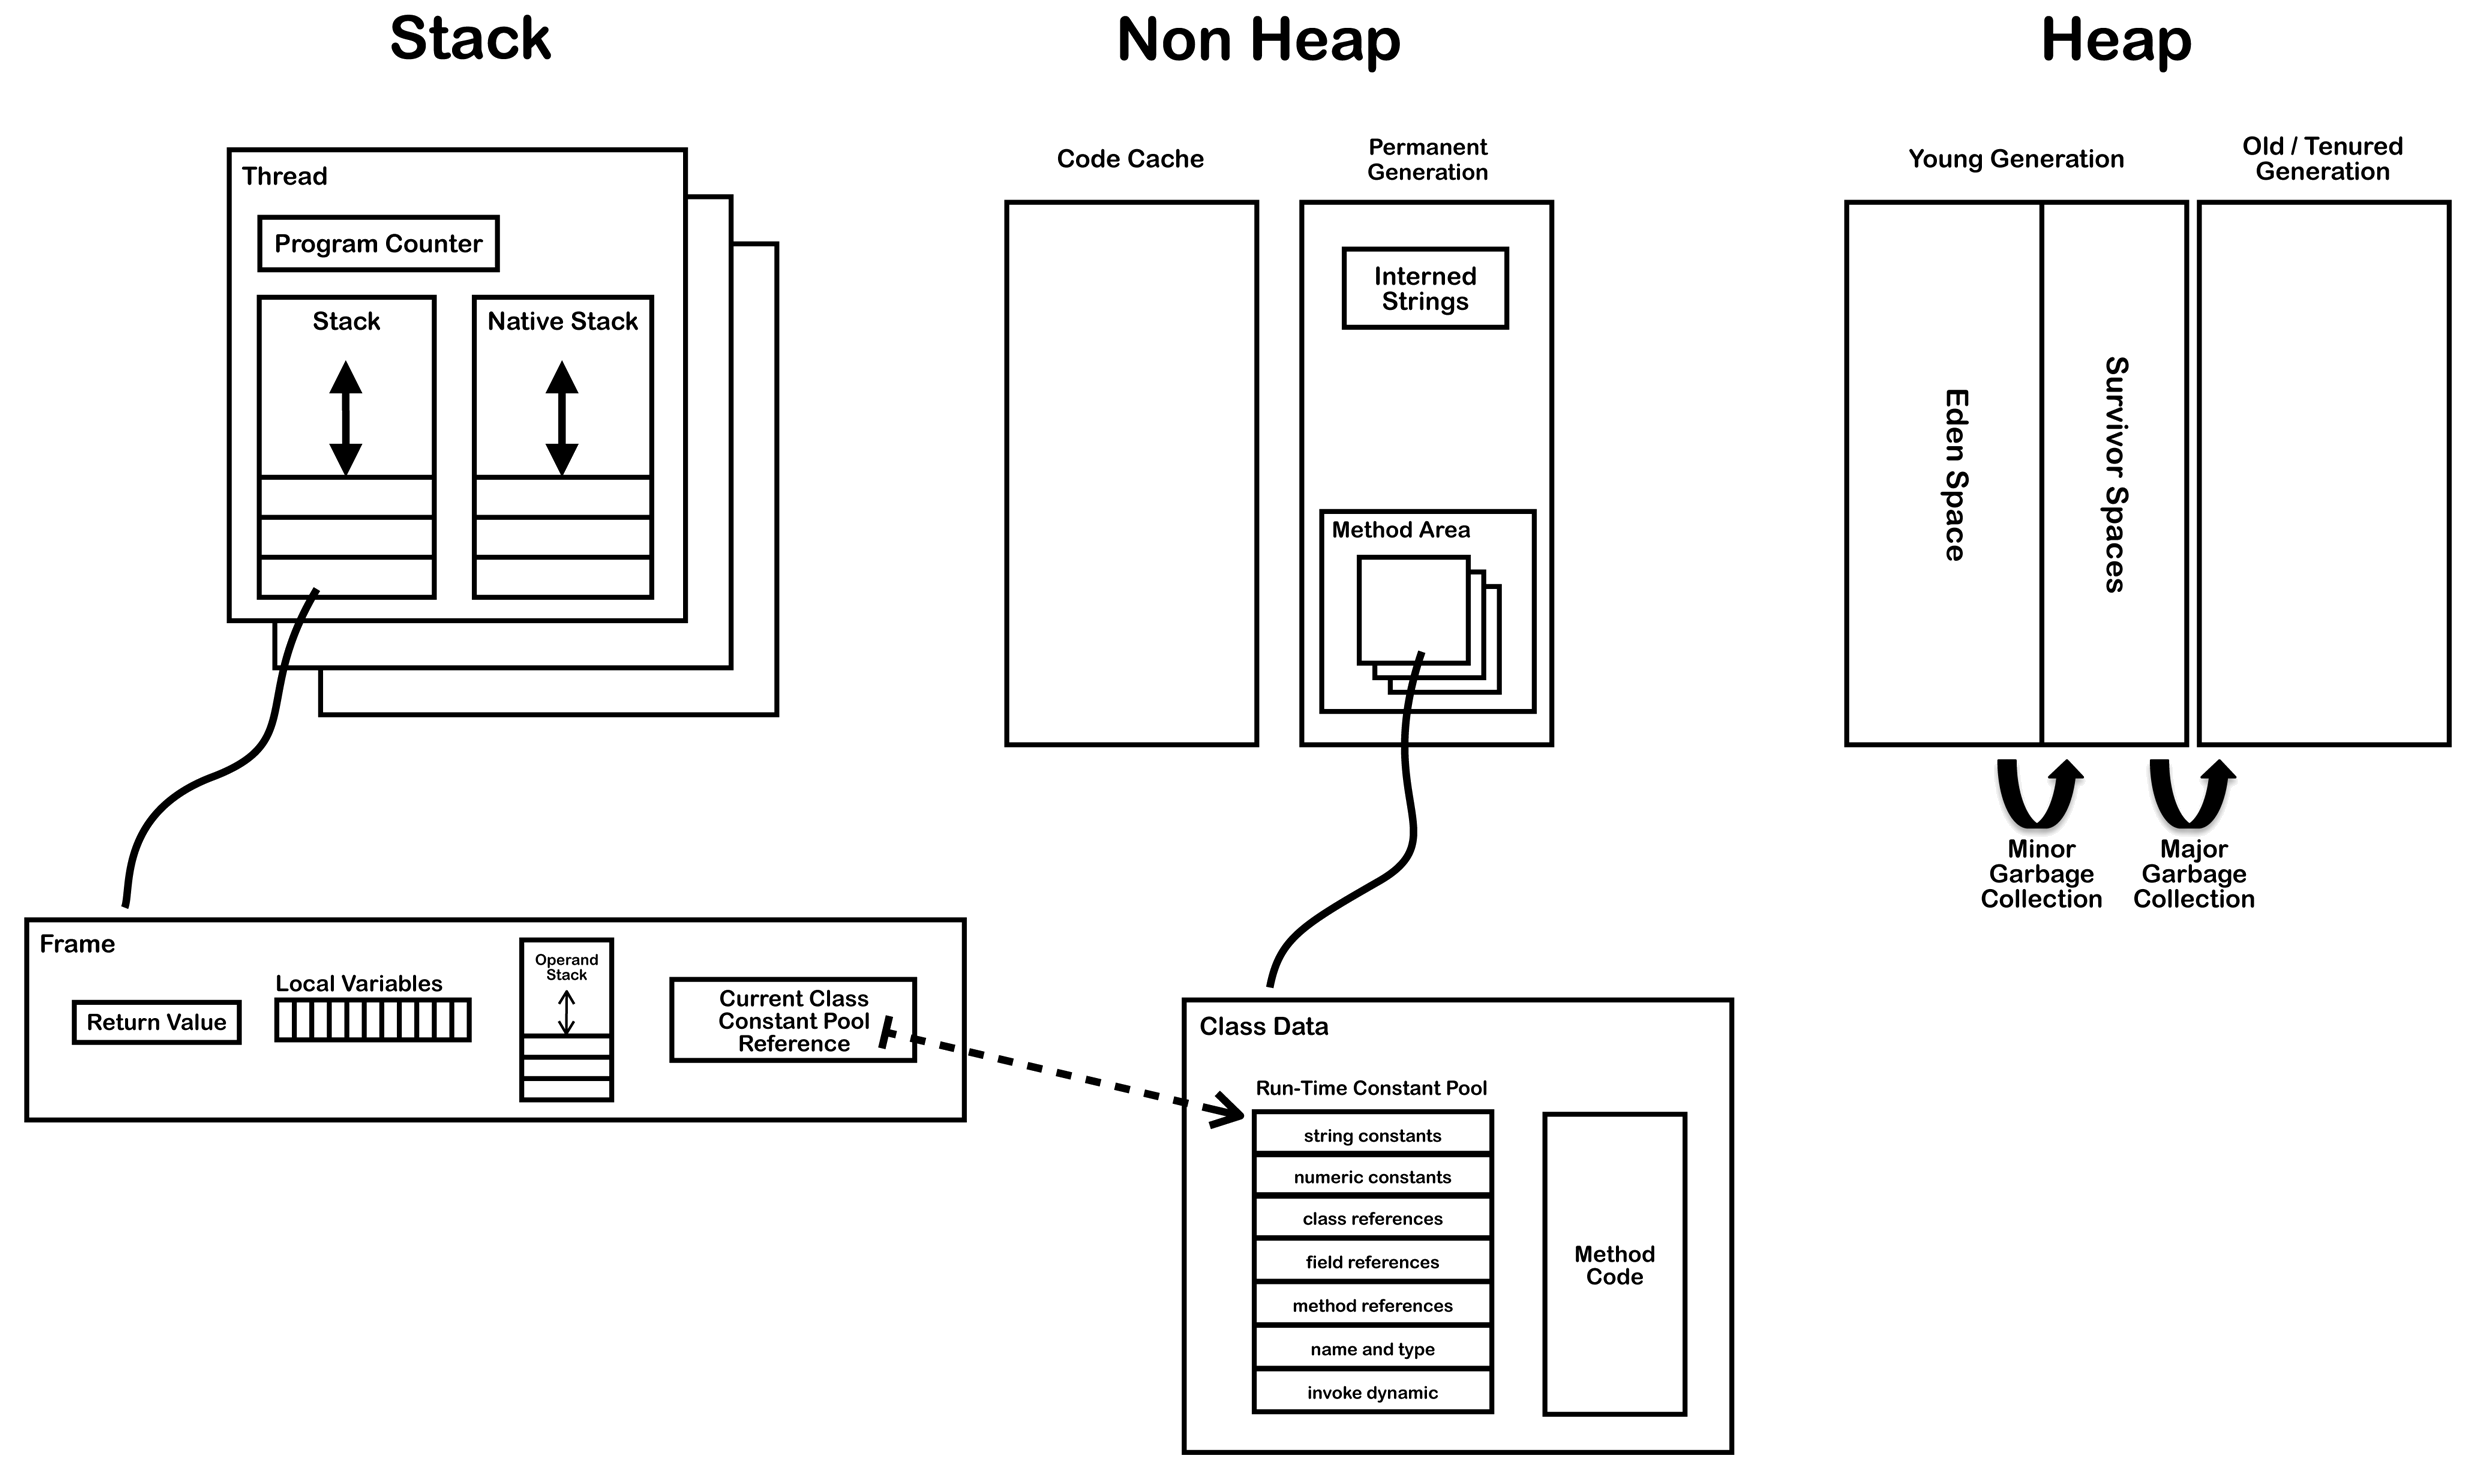 Stack
Non Heap
Heap
Thread
Program Counter
Stack
Native Stack
Code Cache
Permanent
Generation
Interned
Strings
Method Area
Young Generation
Old / Tenured
Generation
Eden Space
Survivor Spaces
Minor
Garbage
Collection
Major
Garbage
Collection
Frame
Return Value
Local Variables
Operand
Stack
Current Class
Constant Pool
Reference
Class Data
Run-Time Constant Pool
string constants
numeric constants
class references
field references
method references
name and type
invoke dynamic
Method
Code